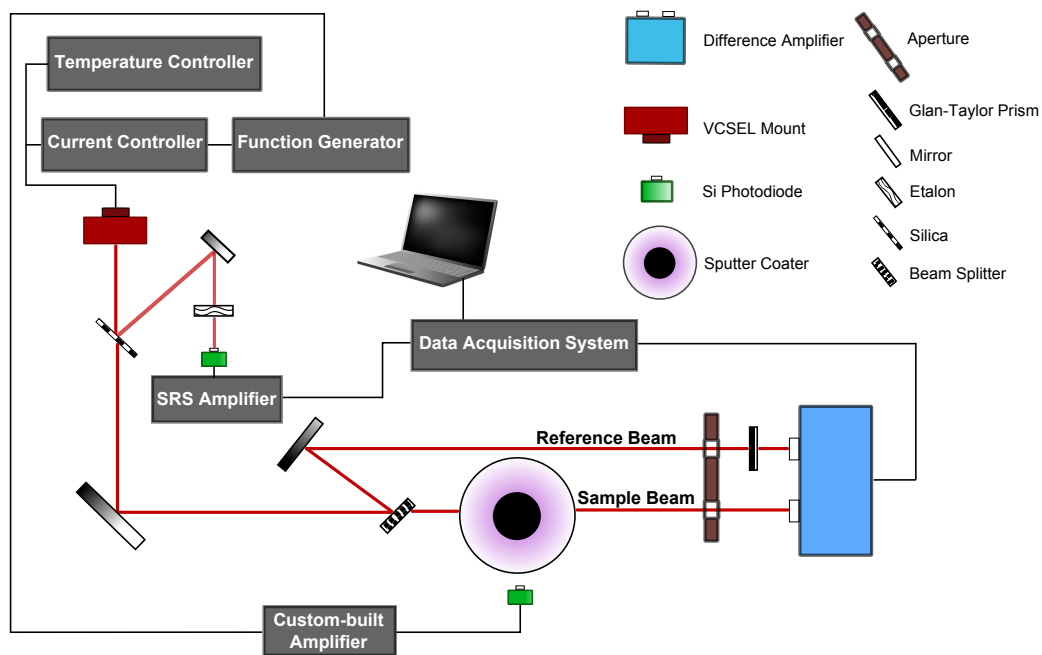 Temperature Controller
Current Controller
Function Generator
SRS Amplifier
Data Acquisition System
Reference Beam
Sample Beam
Custom-built
Amplifier
Difference Amplifier
VCSEL Mount
Si Photodiode
Sputter Coater
Aperture
Glan-Taylor Prism
Mirror
Etalon
Silica
Beam Splitter